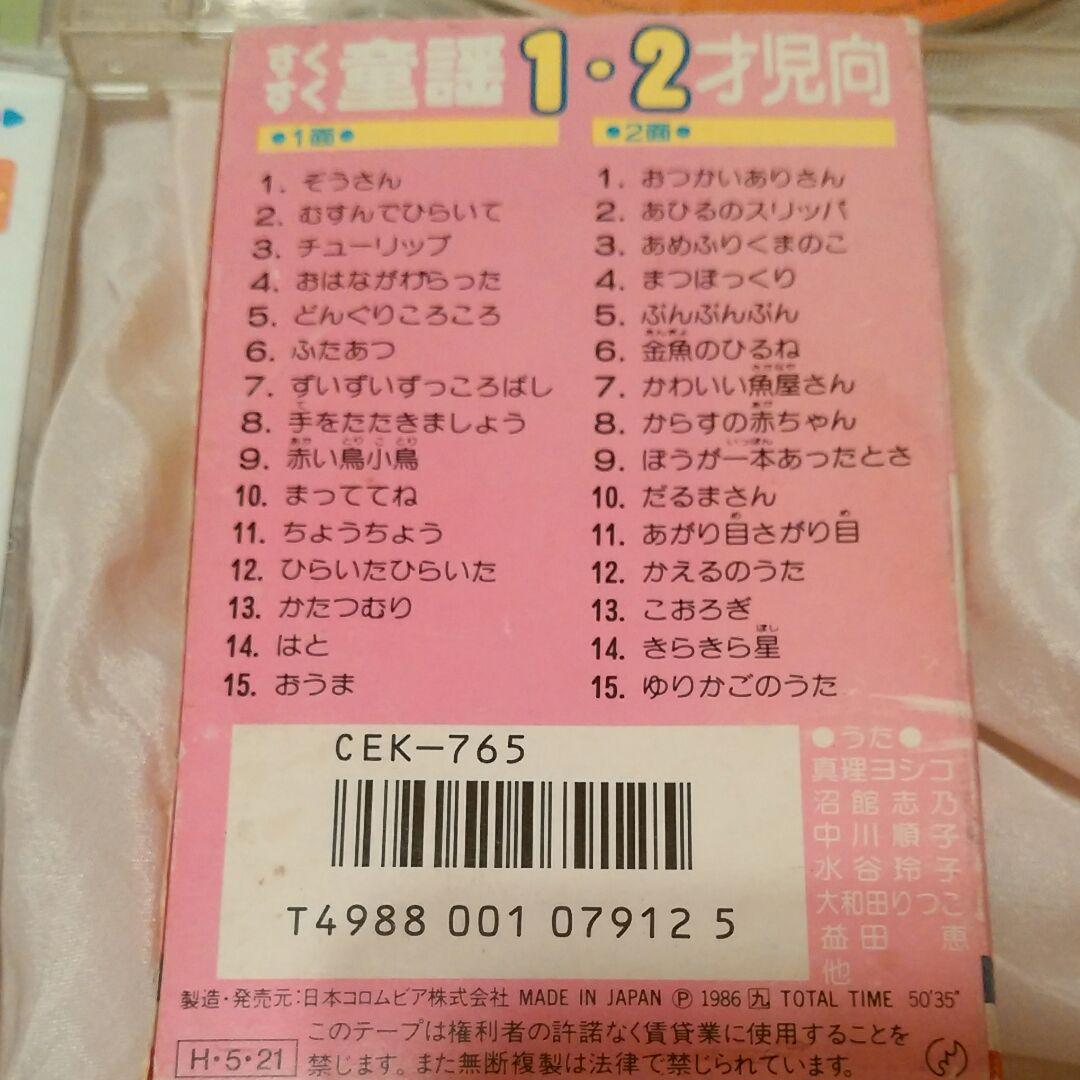 すくすく 童謡 1・2才児向
●1面●
1. ぞうさん
2. むすんでひらいて
3. チューリップ
4. おはながわらった
5. どんぐりころころ
6. ふたあつ
7. ずいずいずっころばし
8. 手をたたきましょう
9. 赤い鳥小鳥
10. まっててね
11. ちょうちょう
12. ひらいたひらいた
13. かたつむり
14. はと
15. おうま
●2面●
1. おつかいありさん
2. あひるのスリッパ
3. あめふりくまのこ
4. まつぼっくり
5. ぶんぶんぶん
6. 金魚のひるね
7. かわいい魚屋さん
8. からすの赤ちゃん
9. ぼうが一本あったとさ
10. だるまさん
11. あがり目さがり目
12. かえるのうた
13. こおろぎ
14. きらきら星
15. ゆりかごのうた
CEK-765
T4988 001 07912 5
●うた●
真理ヨシコ
沼館志乃
中川順子
水谷玲子
大和田りつこ
益田 恵
他
製造・発売元:日本コロムビア株式会社 MADE IN JAPAN Ⓟ 1986 九 TOTAL TIME 50'35"
このテープは権利者の許諾なく賃貸業に使用することを
禁じます。また無断複製は法律で禁じられています。
H・5・21